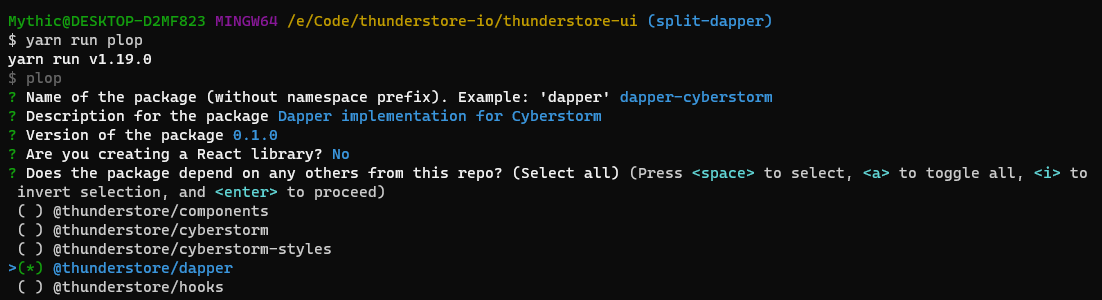 Mythic@DESKTOP-D2MF823 MINGW64 /e/Code/thunderstore-io/thunderstore-ui (split-dapper)
$ yarn run plop
yarn run v1.19.0
$ plop
? Name of the package (without namespace prefix). Example: 'dapper' dapper-cyberstorm
? Description for the package Dapper implementation for Cyberstorm
? Version of the package 0.1.0
? Are you creating a React library? No
? Does the package depend on any others from this repo? (Select all) (Press <space> to select, <a> to toggle all, <i> to
 invert selection, and <enter> to proceed)
 ( ) @thunderstore/components
 ( ) @thunderstore/cyberstorm
 ( ) @thunderstore/cyberstorm-styles
>(*) @thunderstore/dapper
 ( ) @thunderstore/hooks